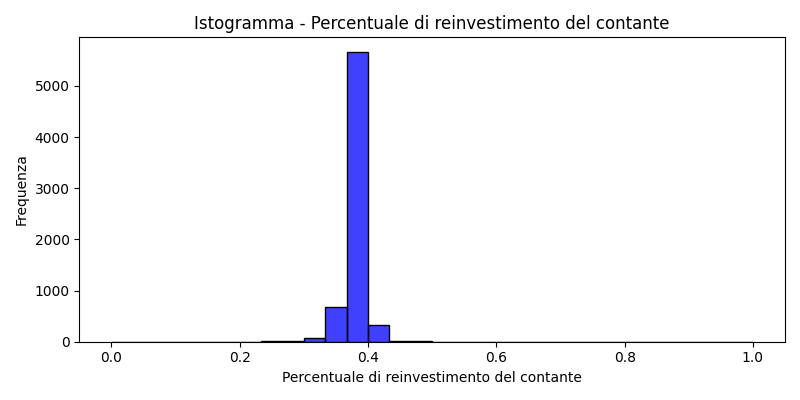 Istogramma - Percentuale di reinvestimento del contante
Frequenza
5000
4000
3000
2000
1000
0
0.0 0.2 0.4 0.6 0.8 1.0
Percentuale di reinvestimento del contante